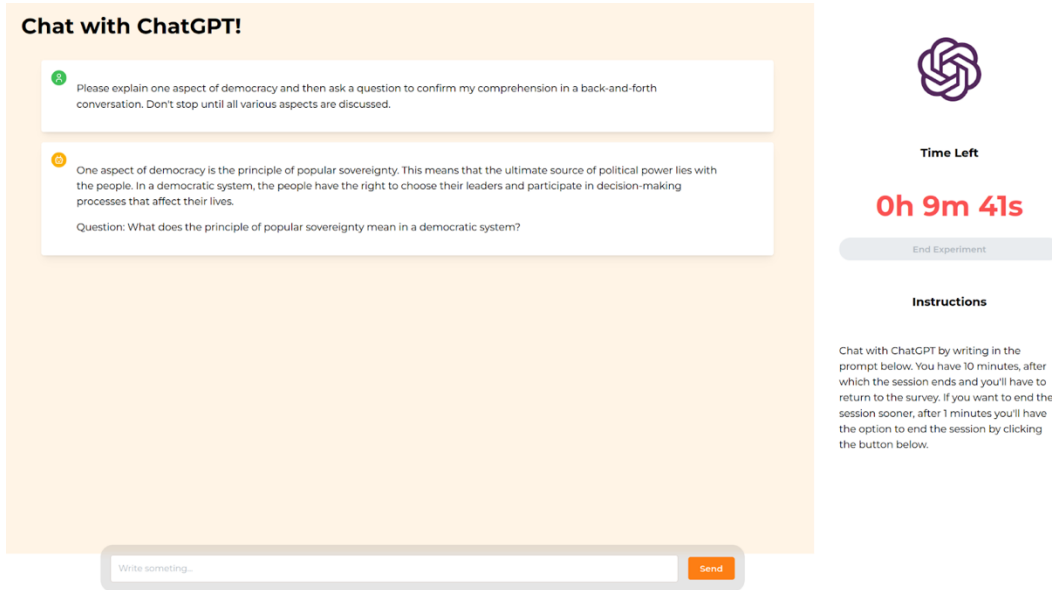 Chat with ChatGPT!
Please explain one aspect of democracy and then ask a question to confirm my comprehension in a back-and-forth
conversation. Don't stop until all various aspects are discussed.
One aspect of democracy is the principle of popular sovereignty. This means that the ultimate source of political power lies with
the people. In a democratic system, the people have the right to choose their leaders and participate in decision-making
processes that affect their lives.
Question: What does the principle of popular sovereignty mean in a democratic system?
Write someting...
Send
Time Left
0h 9m 41s
End Experiment
Instructions
Chat with ChatGPT by writing in the
prompt below. You have 10 minutes, after
which the session ends and you'll have to
return to the survey. If you want to end the
session sooner, after 1 minutes you'll have
the option to end the session by clicking
the button below.